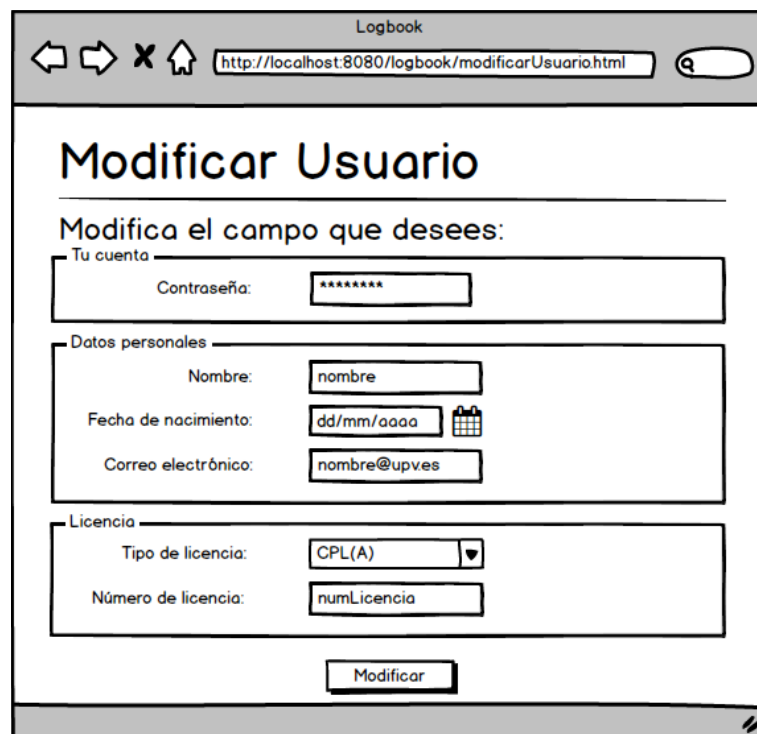 Logbook
http://localhost:8080/logbook/modificarUsuario.html
Modificar Usuario
Modifica el campo que desees:
Tu cuenta
Contraseña: ********
Datos personales
Nombre: nombre
Fecha de nacimiento: dd/mm/aaaa
Correo electrónico: nombre@upv.es
Licencia
Tipo de licencia: CPL(A)
Número de licencia: numLicencia
Modificar